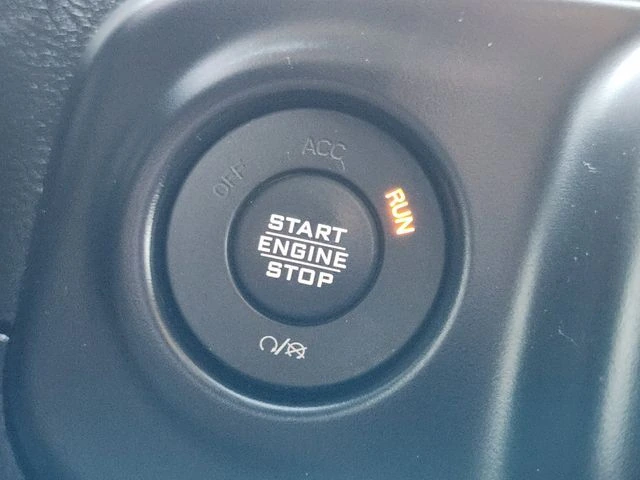 OFF
ACC
RUN
START
ENGINE
STOP